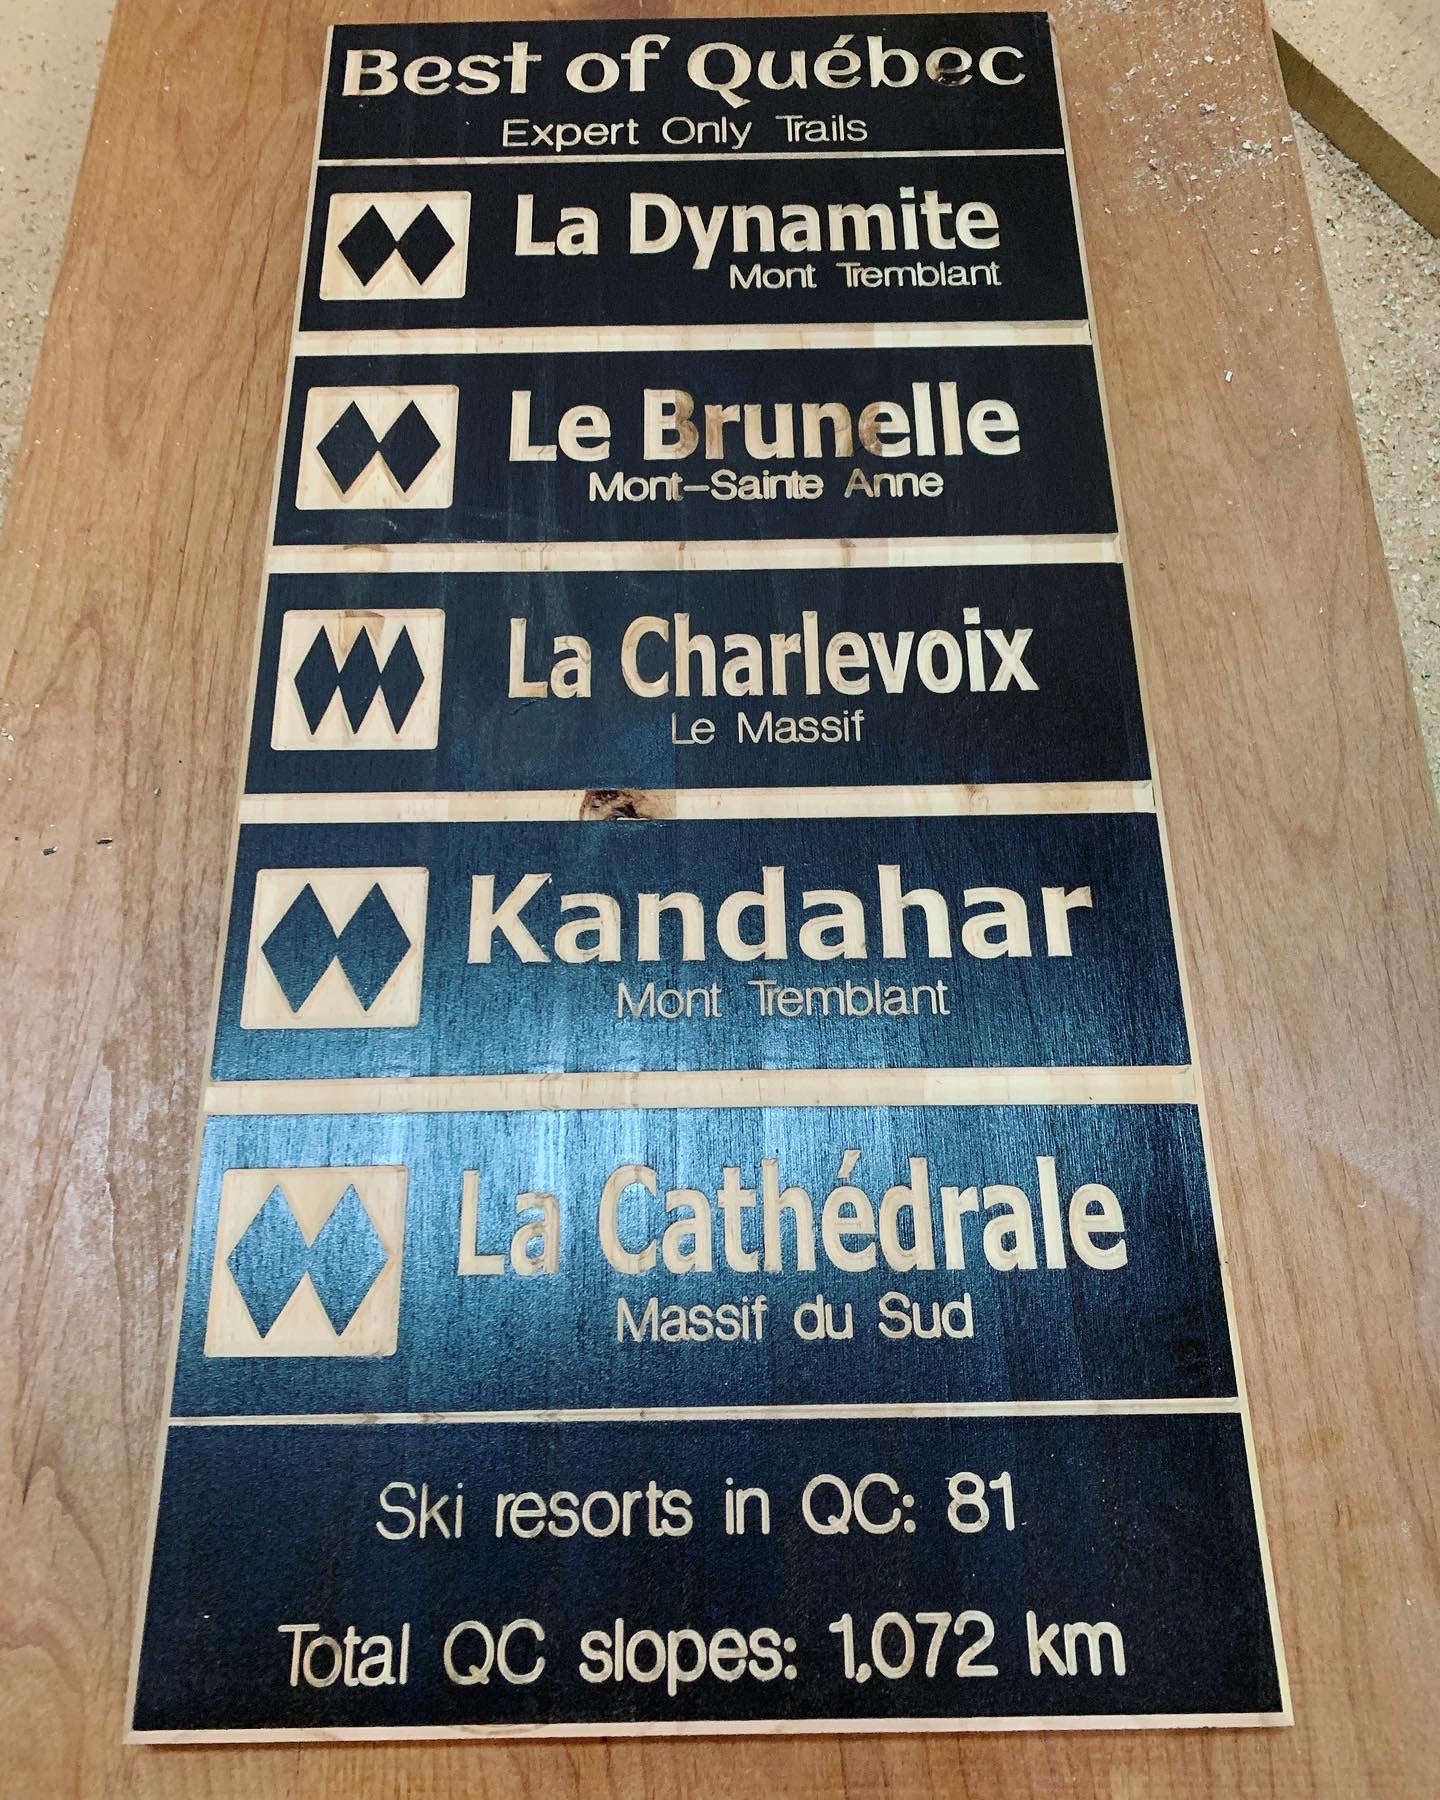 Best of Québec
Expert Only Trails
La Dynamite
Mont Tremblant
Le Brunelle
Mont-Sainte Anne
La Charlevoix
Le Massif
Kandahar
Mont Tremblant
La Cathédrale
Massif du Sud
Ski resorts in QC: 81
Total QC slopes: 1,072 km